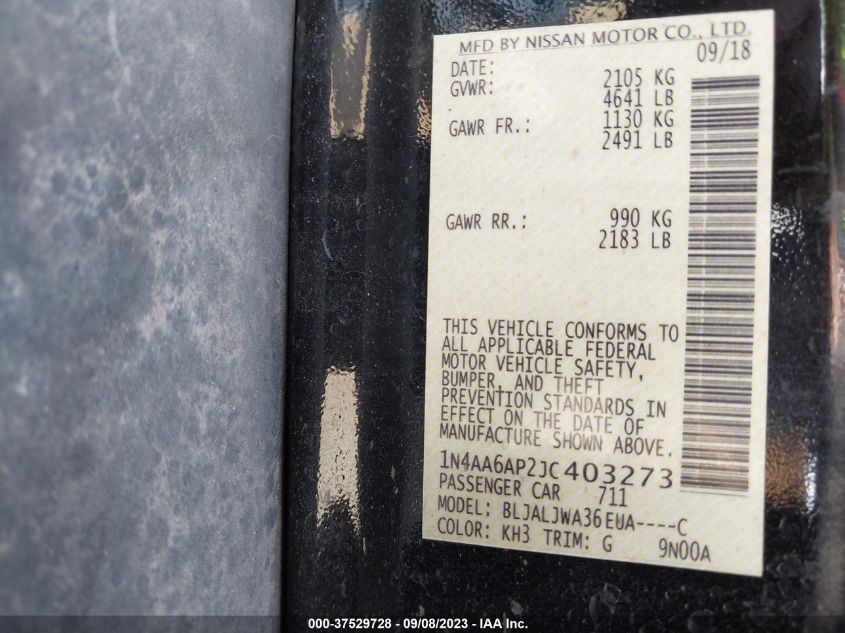 MFD BY NISSAN MOTOR CO., LTD.
DATE: 09/18
GVWR: 2105 KG
4641 LB
GAWR FR.: 1130 KG
2491 LB
GAWR RR.: 990 KG
2183 LB
THIS VEHICLE CONFORMS TO
ALL APPLICABLE FEDERAL
MOTOR VEHICLE SAFETY,
BUMPER, AND THEFT
PREVENTION STANDARDS IN
EFFECT ON THE DATE OF
MANUFACTURE SHOWN ABOVE.
1N4AA6AP2JC403273
PASSENGER CAR 711
MODEL: BLJALJWA36EUA----C
COLOR: KH3 TRIM: G 9N00A
000-37529728 - 09/08/2023 - IAA Inc.